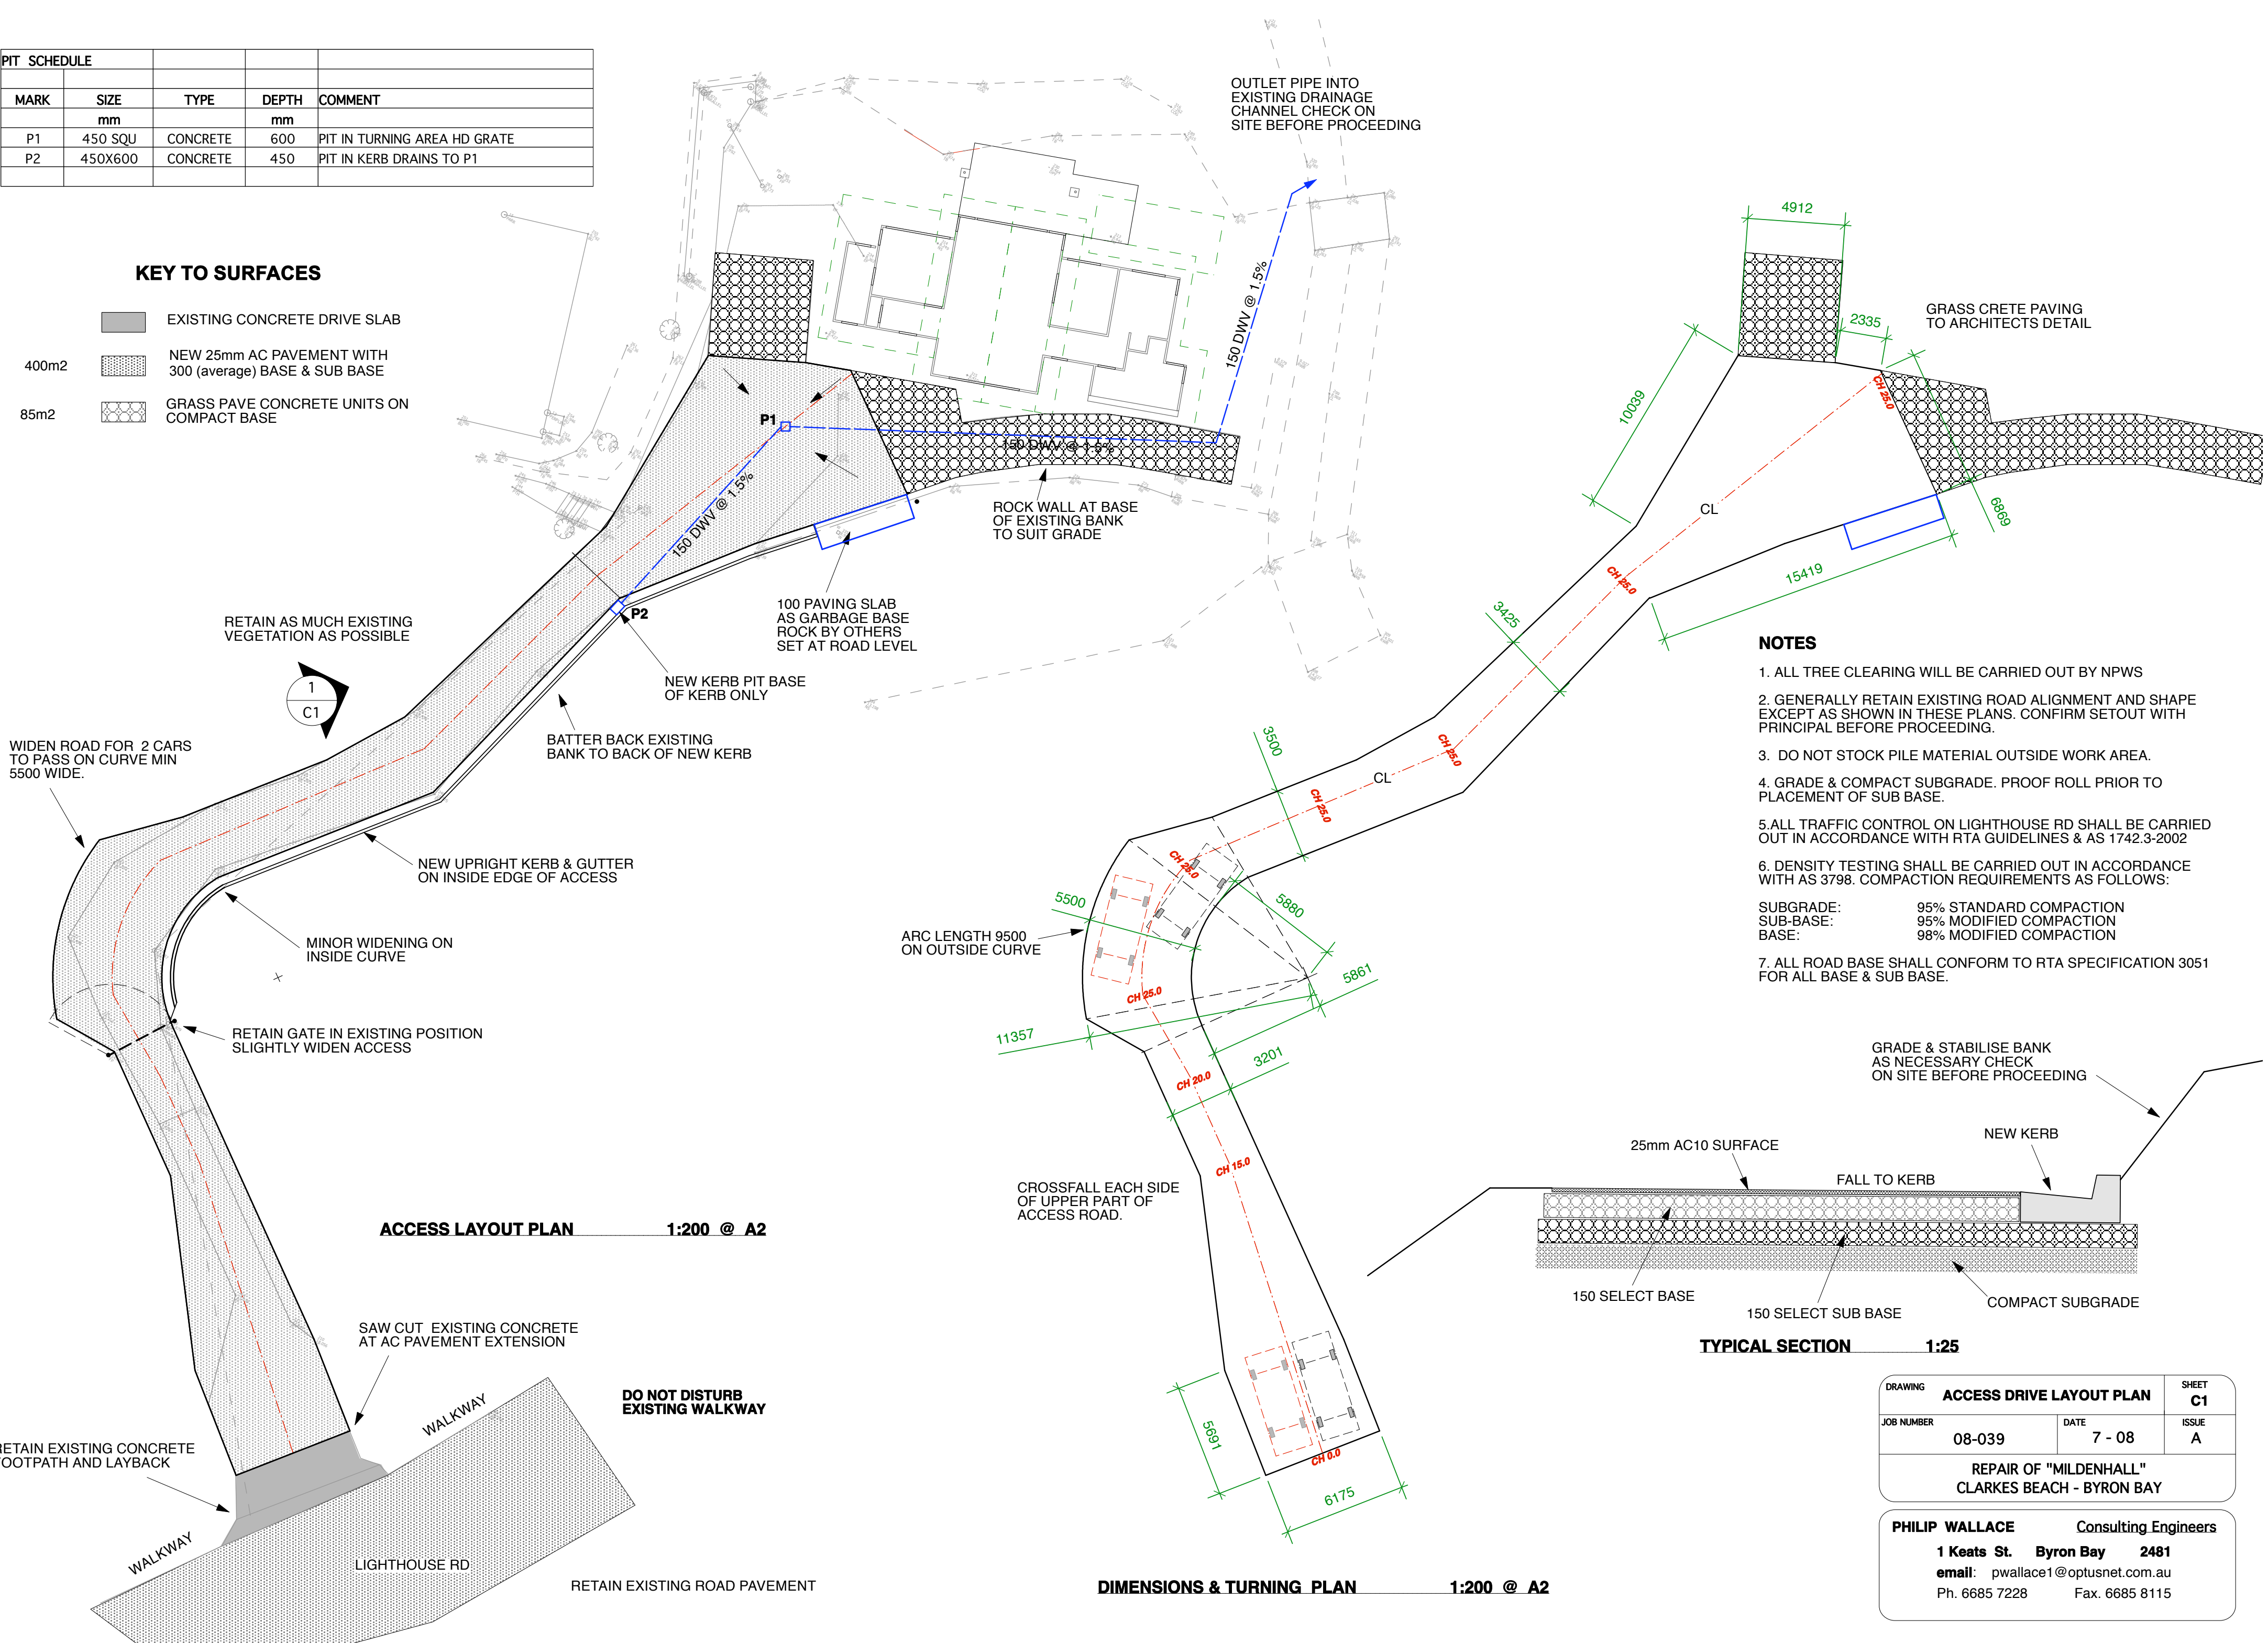 PIT SCHEDULE
MARK SIZE TYPE DEPTH COMMENT
mm mm
P1 450 SQU CONCRETE 600 PIT IN TURNING AREA HD GRATE
P2 450X600 CONCRETE 450 PIT IN KERB DRAINS TO P1
KEY TO SURFACES
EXISTING CONCRETE DRIVE SLAB
400m2
NEW 25mm AC PAVEMENT WITH
300 (average) BASE & SUB BASE
85m2
GRASS PAVE CONCRETE UNITS ON
COMPACT BASE
OUTLET PIPE INTO
EXISTING DRAINAGE
CHANNEL CHECK ON
SITE BEFORE PROCEEDING
150 DWV @ 1.5%
P1
150 DWV @ 1.5%
150 DWV @ 1.5%
P2
ROCK WALL AT BASE
OF EXISTING BANK
TO SUIT GRADE
100 PAVING SLAB
AS GARBAGE BASE
ROCK BY OTHERS
SET AT ROAD LEVEL
NEW KERB PIT BASE
OF KERB ONLY
RETAIN AS MUCH EXISTING
VEGETATION AS POSSIBLE
1
C1
BATTER BACK EXISTING
BANK TO BACK OF NEW KERB
WIDEN ROAD FOR 2 CARS
TO PASS ON CURVE MIN
5500 WIDE.
NEW UPRIGHT KERB & GUTTER
ON INSIDE EDGE OF ACCESS
MINOR WIDENING ON
INSIDE CURVE
RETAIN GATE IN EXISTING POSITION
SLIGHTLY WIDEN ACCESS
ACCESS LAYOUT PLAN 1:200 @ A2
SAW CUT EXISTING CONCRETE
AT AC PAVEMENT EXTENSION
DO NOT DISTURB
EXISTING WALKWAY
WALKWAY
RETAIN EXISTING CONCRETE
FOOTPATH AND LAYBACK
WALKWAY
LIGHTHOUSE RD
RETAIN EXISTING ROAD PAVEMENT
4912
2335
GRASS CRETE PAVING
TO ARCHITECTS DETAIL
10039
CH 25.0
CL
6869
15419
CH 25.0
3425
CH 25.0
3500
CL
CH 25.0
CH 25.0
5500
5880
ARC LENGTH 9500
ON OUTSIDE CURVE
5861
CH 25.0
11357
3201
CH 20.0
CH 15.0
CROSSFALL EACH SIDE
OF UPPER PART OF
ACCESS ROAD.
5691
CH 0.0
6175
DIMENSIONS & TURNING PLAN 1:200 @ A2
NOTES
1. ALL TREE CLEARING WILL BE CARRIED OUT BY NPWS
2. GENERALLY RETAIN EXISTING ROAD ALIGNMENT AND SHAPE
EXCEPT AS SHOWN IN THESE PLANS. CONFIRM SETOUT WITH
PRINCIPAL BEFORE PROCEEDING.
3. DO NOT STOCK PILE MATERIAL OUTSIDE WORK AREA.
4. GRADE & COMPACT SUBGRADE. PROOF ROLL PRIOR TO
PLACEMENT OF SUB BASE.
5.ALL TRAFFIC CONTROL ON LIGHTHOUSE RD SHALL BE CARRIED
OUT IN ACCORDANCE WITH RTA GUIDELINES & AS 1742.3-2002
6. DENSITY TESTING SHALL BE CARRIED OUT IN ACCORDANCE
WITH AS 3798. COMPACTION REQUIREMENTS AS FOLLOWS:
SUBGRADE: 95% STANDARD COMPACTION
SUB-BASE: 95% MODIFIED COMPACTION
BASE: 98% MODIFIED COMPACTION
7. ALL ROAD BASE SHALL CONFORM TO RTA SPECIFICATION 3051
FOR ALL BASE & SUB BASE.
GRADE & STABILISE BANK
AS NECESSARY CHECK
ON SITE BEFORE PROCEEDING
NEW KERB
25mm AC10 SURFACE
FALL TO KERB
150 SELECT BASE
150 SELECT SUB BASE
COMPACT SUBGRADE
TYPICAL SECTION 1:25
DRAWING ACCESS DRIVE LAYOUT PLAN SHEET C1
JOB NUMBER 08-039 DATE 7 - 08 ISSUE A
REPAIR OF "MILDENHALL"
CLARKES BEACH - BYRON BAY
PHILIP WALLACE Consulting Engineers
1 Keats St. Byron Bay 2481
email: pwallace1@optusnet.com.au
Ph. 6685 7228 Fax. 6685 8115